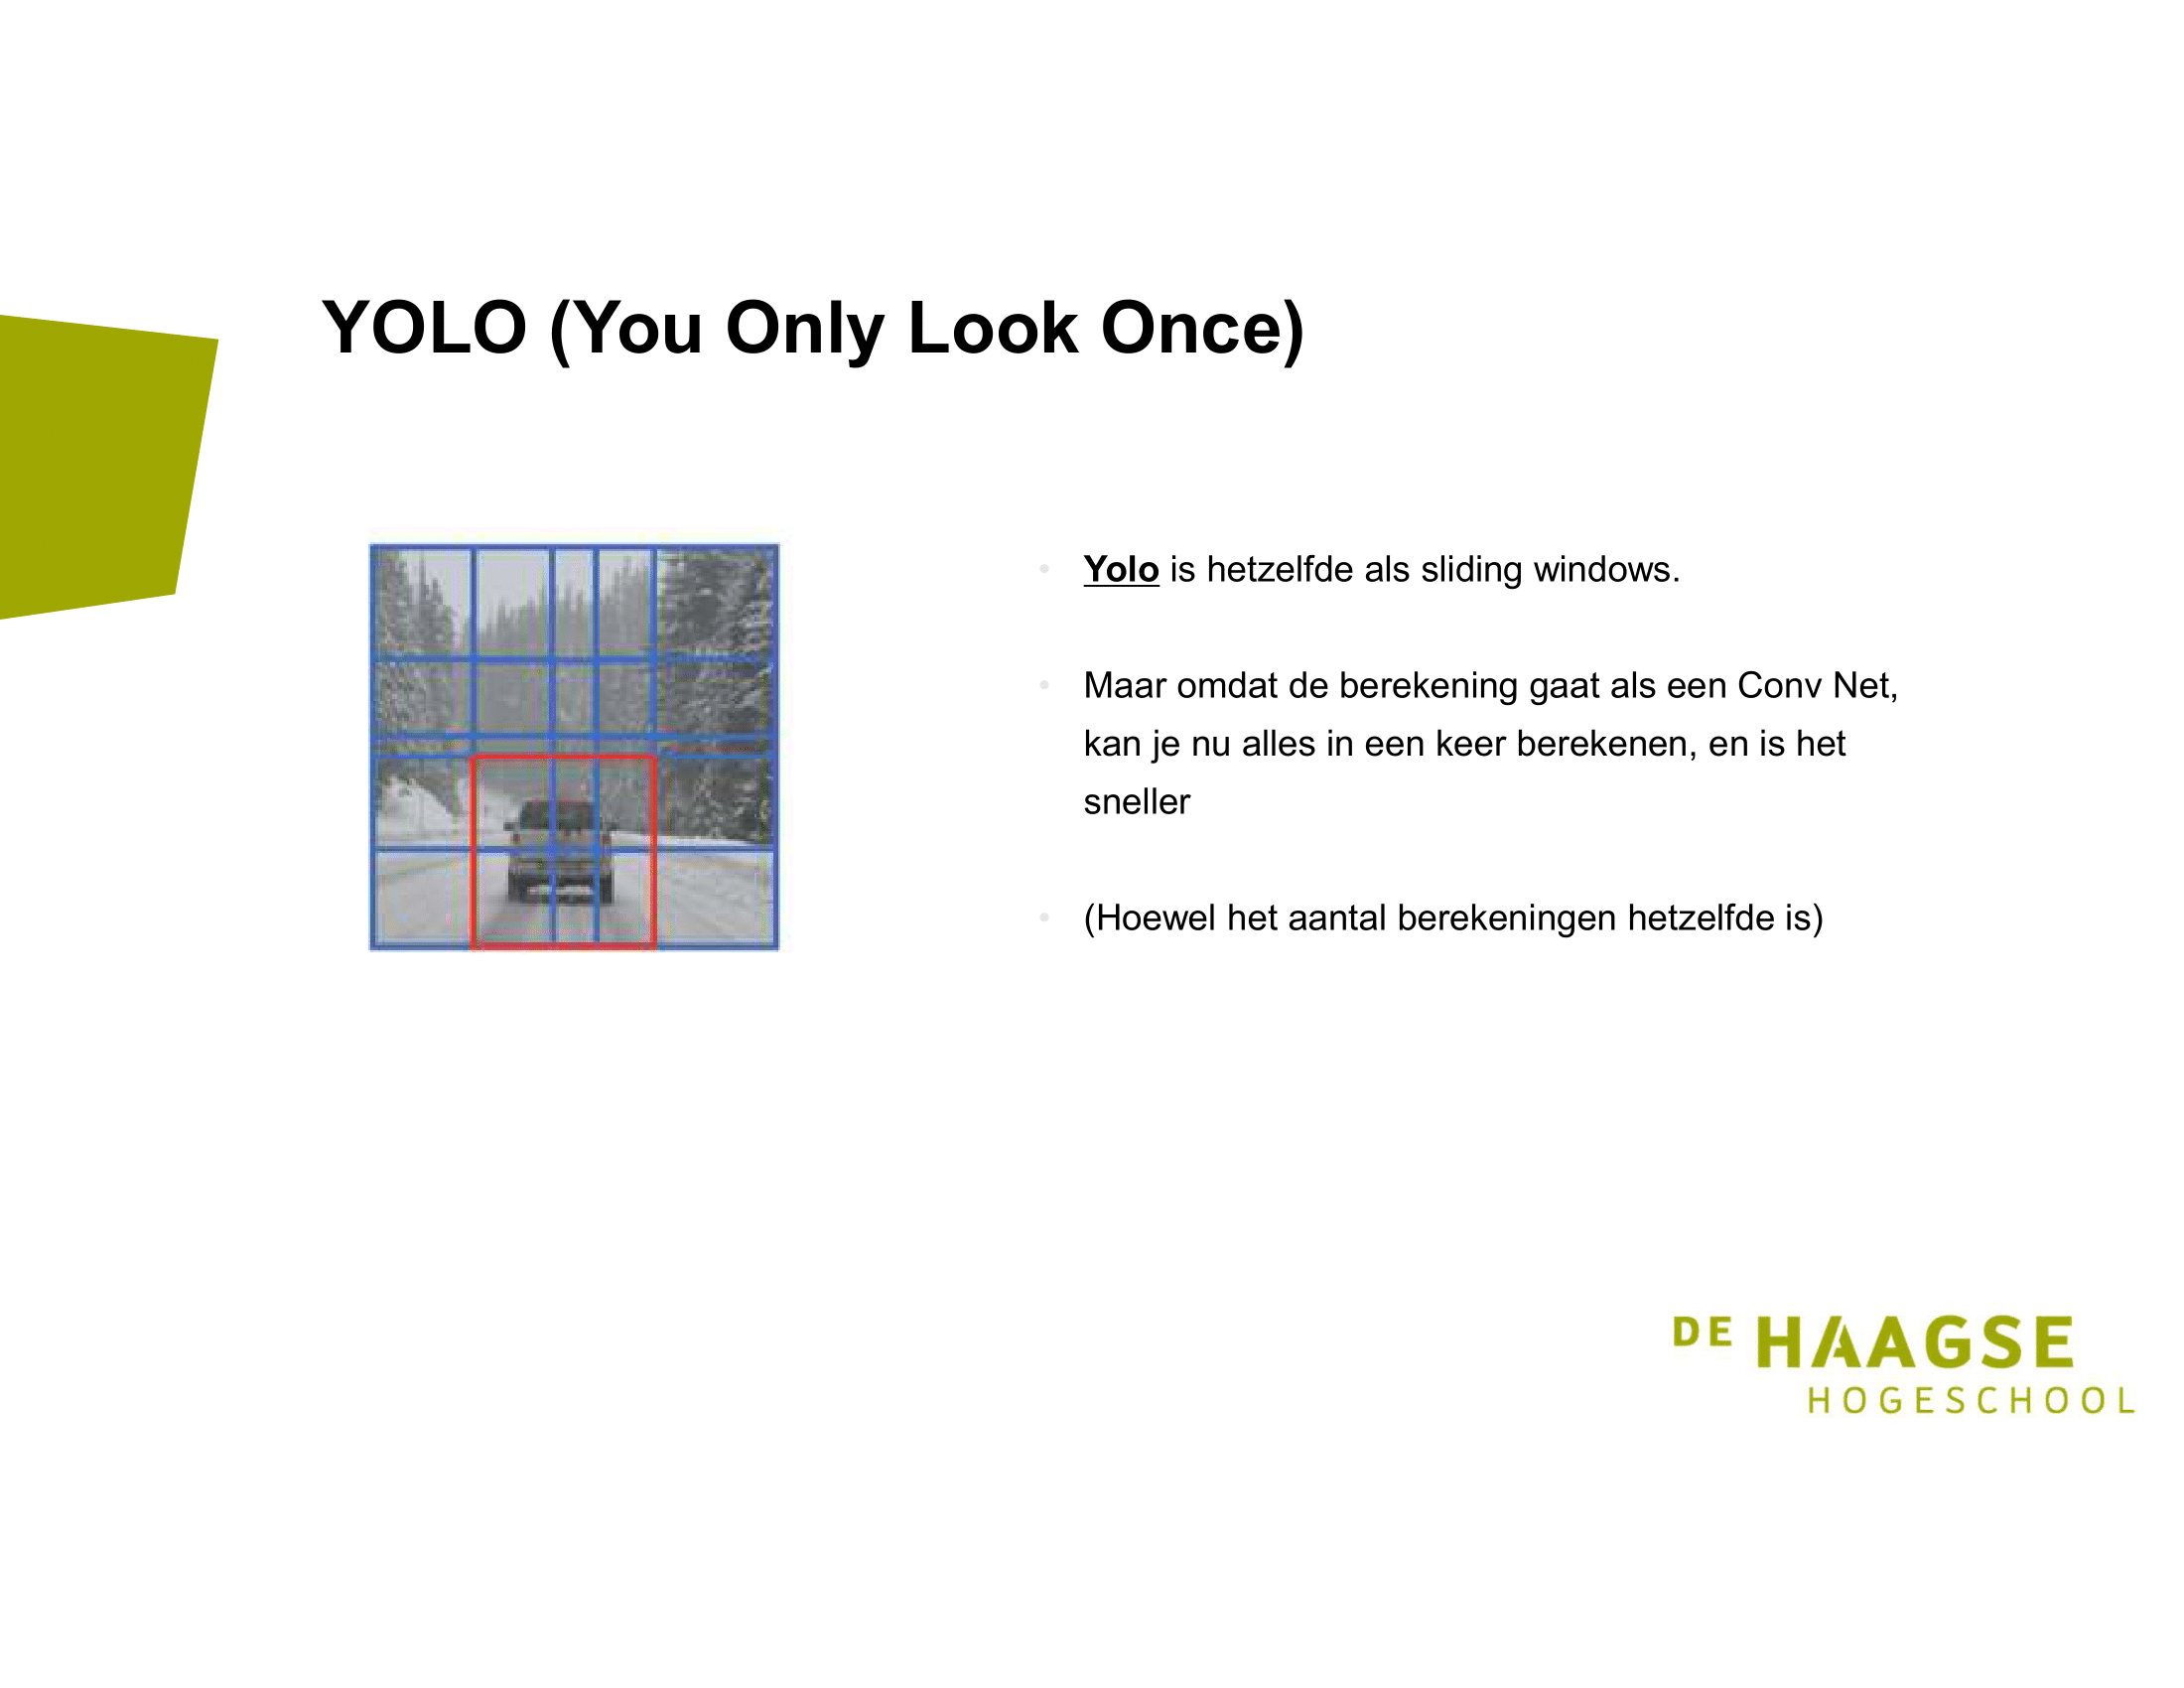 YOLO (You Only Look Once)
Yolo is hetzelfde als sliding windows.
Maar omdat de berekening gaat als een Conv Net,
kan je nu alles in een keer berekenen, en is het
sneller
(Hoewel het aantal berekeningen hetzelfde is)
DE HAAGSE
HOGESCHOOL